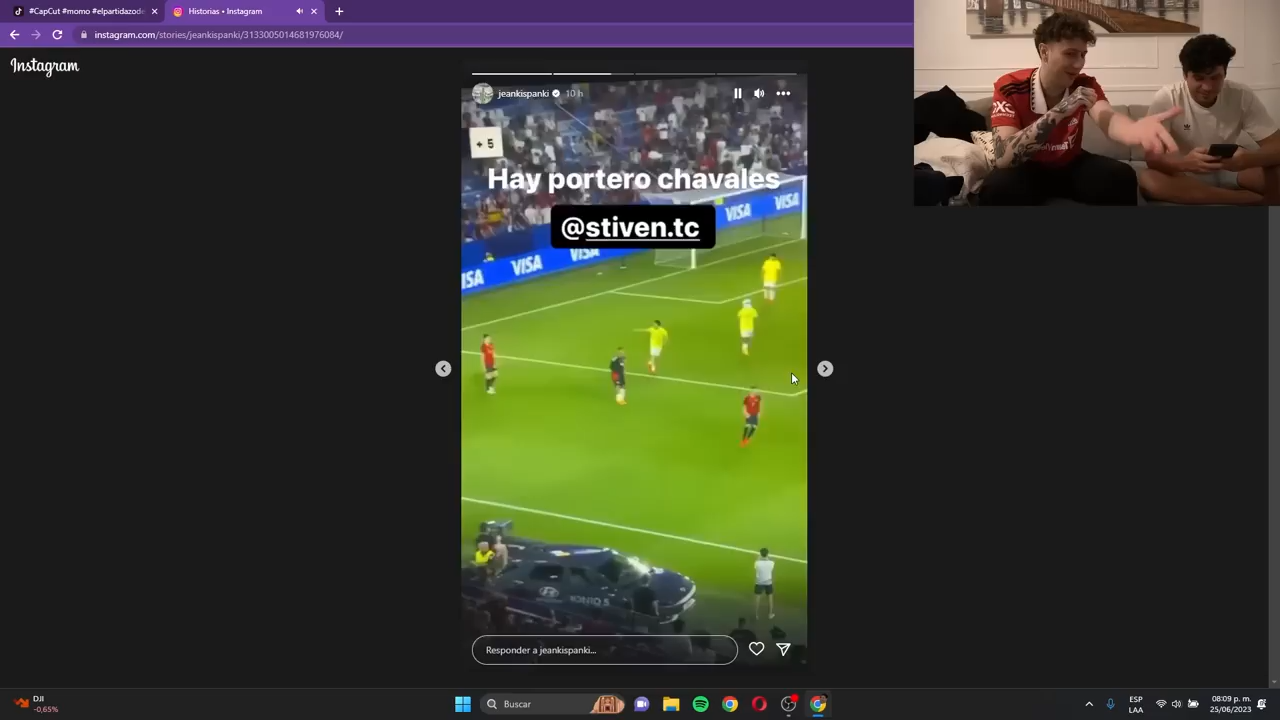 #CapCut #momo #elpartidazode
Historias • Instagram
instagram.com/stories/jeankispanki/3133005014681976084/
Instagram
jeankispanki 10 h
+ 5
Hay portero chavales
@stiven.tc
VISA
VISA
VISA
VISA
VISA
Responder a jeankispanki...
DJI
-0,65%
Buscar
ESP
LAA
08:09 p. m.
25/06/2023